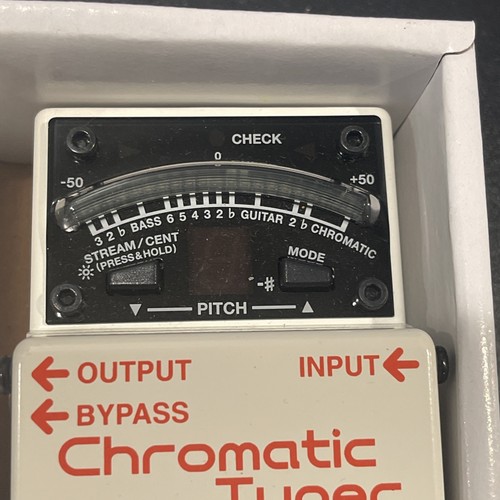 CHECK
0
-50 +50
3 2 ♭ BASS 6 5 4 3 2 ♭ GUITAR 2 ♭ CHROMATIC
STREAM/CENT
(PRESS&HOLD)
MODE
-♯
▼ PITCH ▲
← OUTPUT
INPUT ←
← BYPASS
Chromatic
Tuner